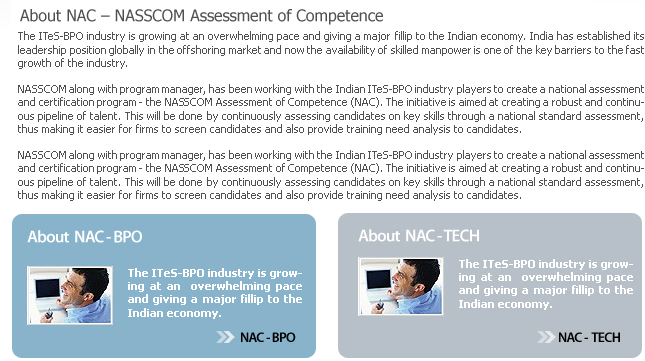 About NAC – NASSCOM Assessment of Competence
The ITeS-BPO industry is growing at an overwhelming pace and giving a major fillip to the Indian economy. India has established its
leadership position globally in the offshoring market and now the availability of skilled manpower is one of the key barriers to the fast
growth of the industry.
NASSCOM along with program manager, has been working with the Indian ITeS-BPO industry players to create a national assessment
and certification program - the NASSCOM Assessment of Competence (NAC). The initiative is aimed at creating a robust and continu-
ous pipeline of talent. This will be done by continuously assessing candidates on key skills through a national standard assessment,
thus making it easier for firms to screen candidates and also provide training need analysis to candidates.
NASSCOM along with program manager, has been working with the Indian ITeS-BPO industry players to create a national assessment
and certification program - the NASSCOM Assessment of Competence (NAC). The initiative is aimed at creating a robust and continu-
ous pipeline of talent. This will be done by continuously assessing candidates on key skills through a national standard assessment,
thus making it easier for firms to screen candidates and also provide training need analysis to candidates.
About NAC - BPO
The ITeS-BPO industry is grow-
ing at an overwhelming pace
and giving a major fillip to the
Indian economy.
NAC - BPO
About NAC - TECH
The ITeS-BPO industry is grow-
ing at an overwhelming pace
and giving a major fillip to the
Indian economy.
NAC - TECH